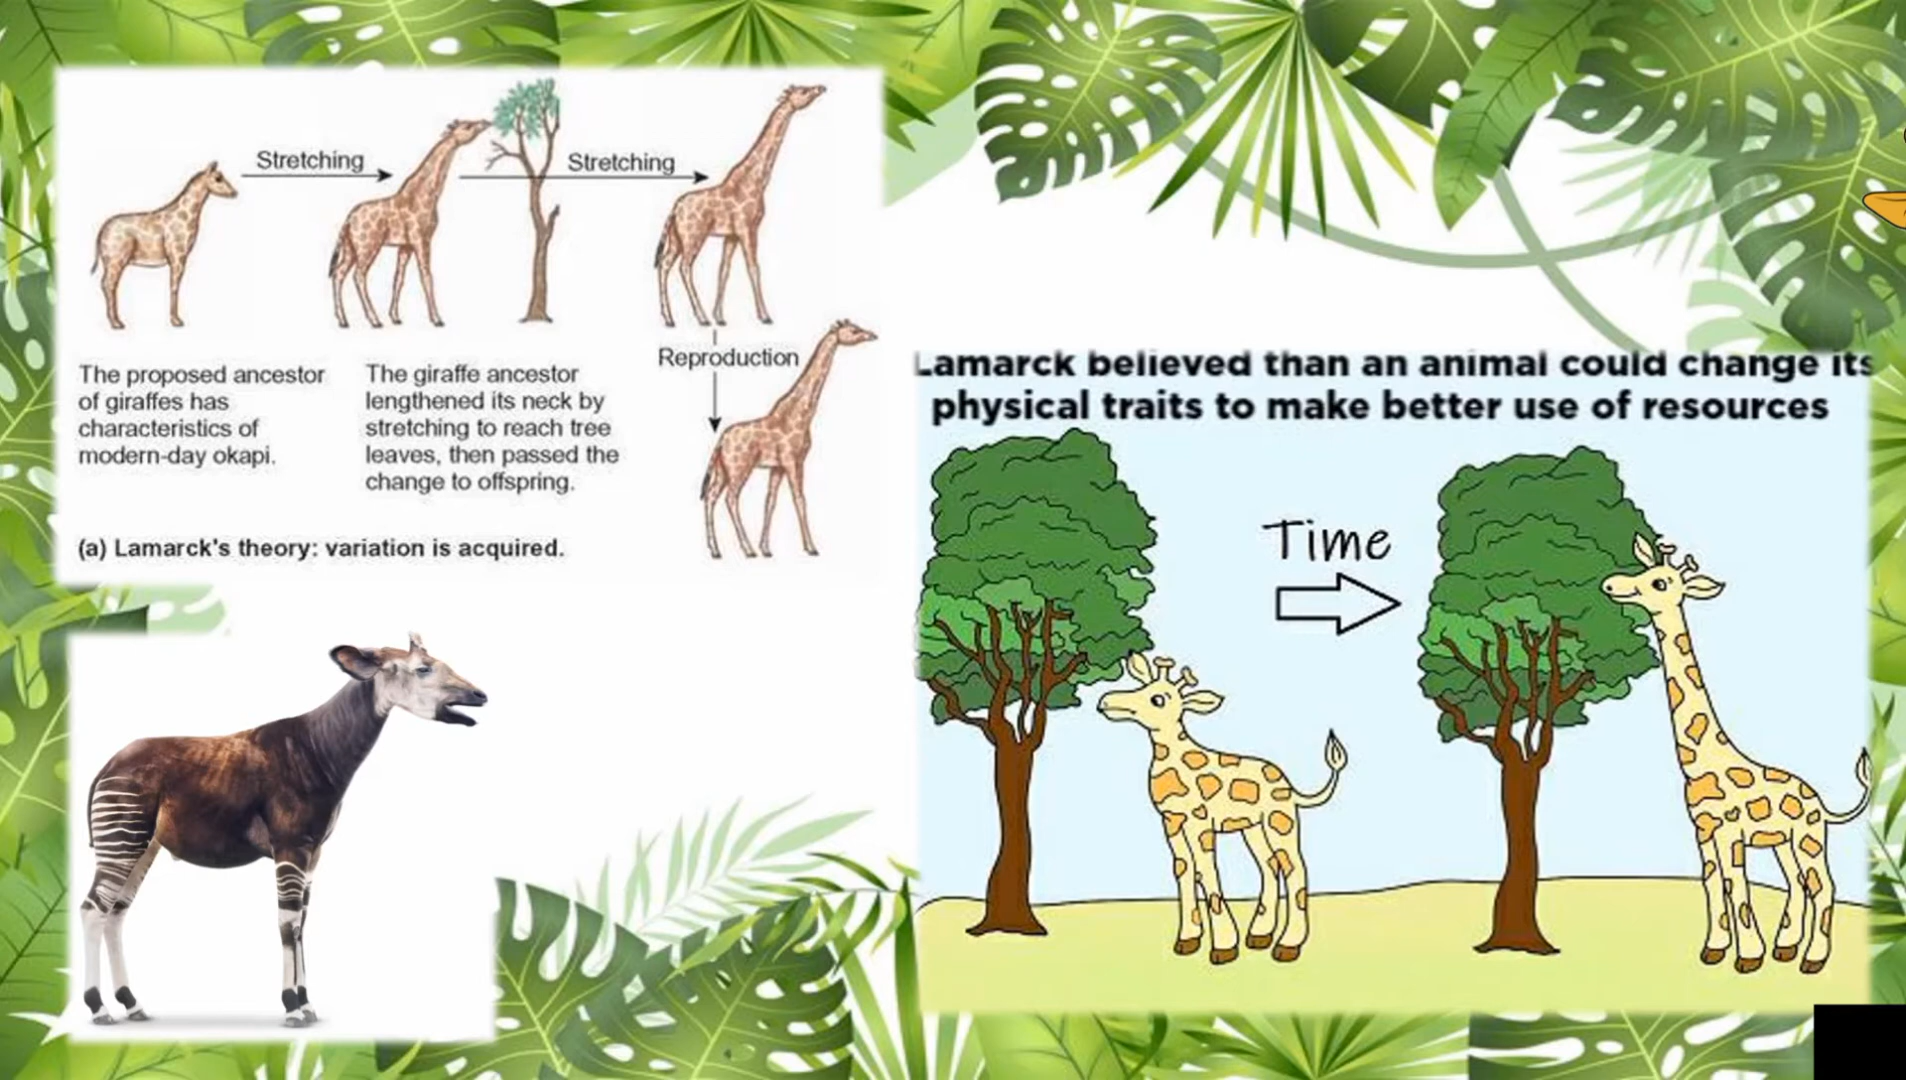 Stretching
Stretching
Reproduction
The proposed ancestor
of giraffes has
characteristics of
modern-day okapi.
The giraffe ancestor
lengthened its neck by
stretching to reach tree
leaves, then passed the
change to offspring.
(a) Lamarck's theory: variation is acquired.
Lamarck believed than an animal could change its
physical traits to make better use of resources
Time